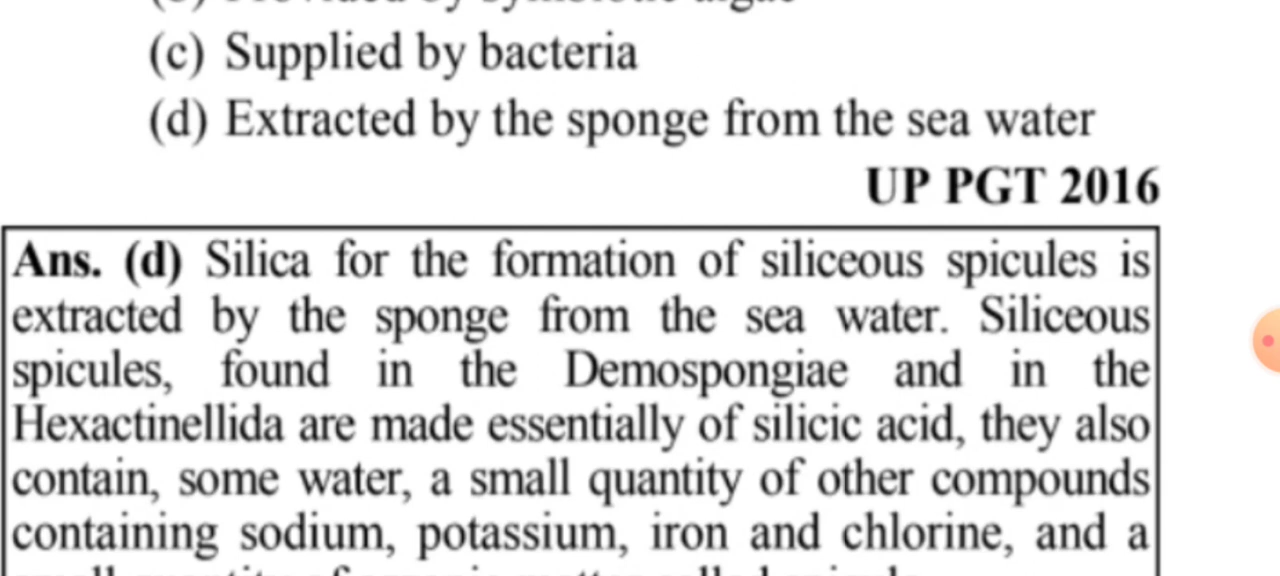 (c) Supplied by bacteria
(d) Extracted by the sponge from the sea water
UP PGT 2016
Ans. (d) Silica for the formation of siliceous spicules is
extracted by the sponge from the sea water. Siliceous
spicules, found in the Demospongiae and in the
Hexactinellida are made essentially of silicic acid, they also
contain, some water, a small quantity of other compounds
containing sodium, potassium, iron and chlorine, and a